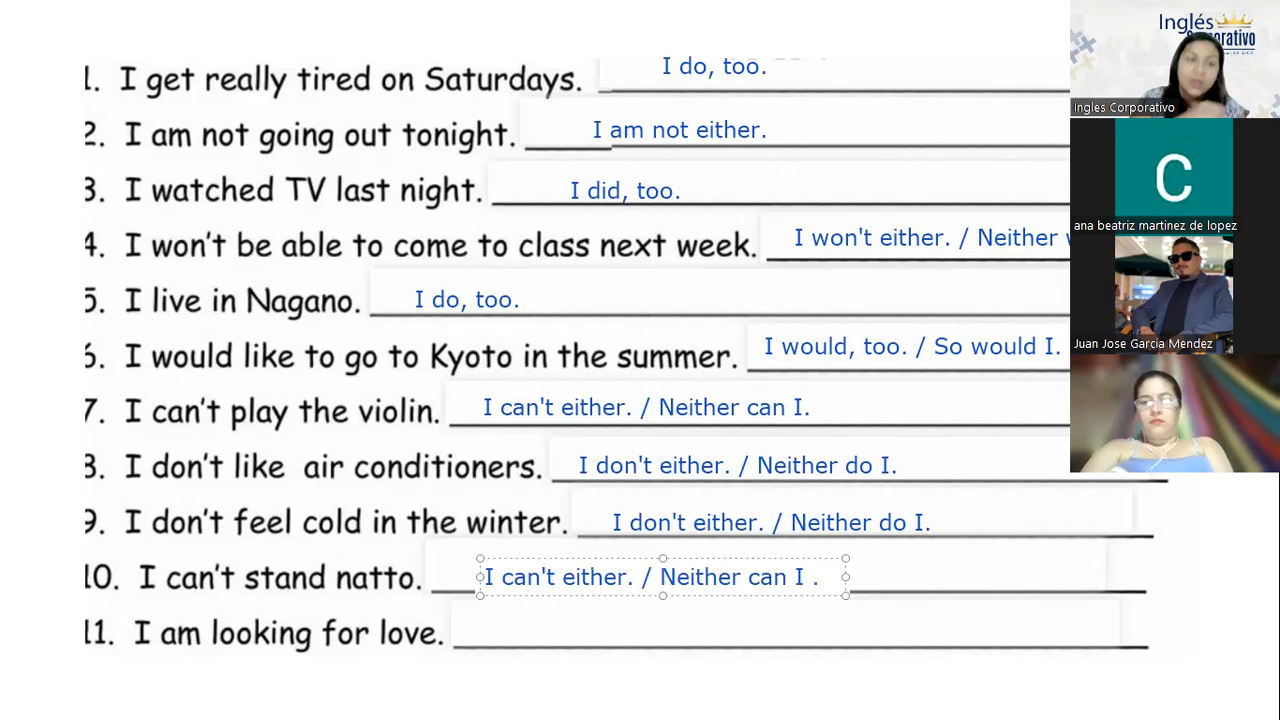 Inglés
Corporativo
1. I get really tired on Saturdays. I do, too.
Ingles Corporativo
2. I am not going out tonight. I am not either.
3. I watched TV last night. I did, too.
C
ana beatriz martinez de lopez
4. I won't be able to come to class next week. I won't either. / Neither
5. I live in Nagano. I do, too.
6. I would like to go to Kyoto in the summer. I would, too. / So would I.
Juan Jose Garcia Mendez
7. I can't play the violin. I can't either. / Neither can I.
8. I don't like air conditioners. I don't either. / Neither do I.
9. I don't feel cold in the winter. I don't either. / Neither do I.
10. I can't stand natto. I can't either. / Neither can I .
11. I am looking for love.